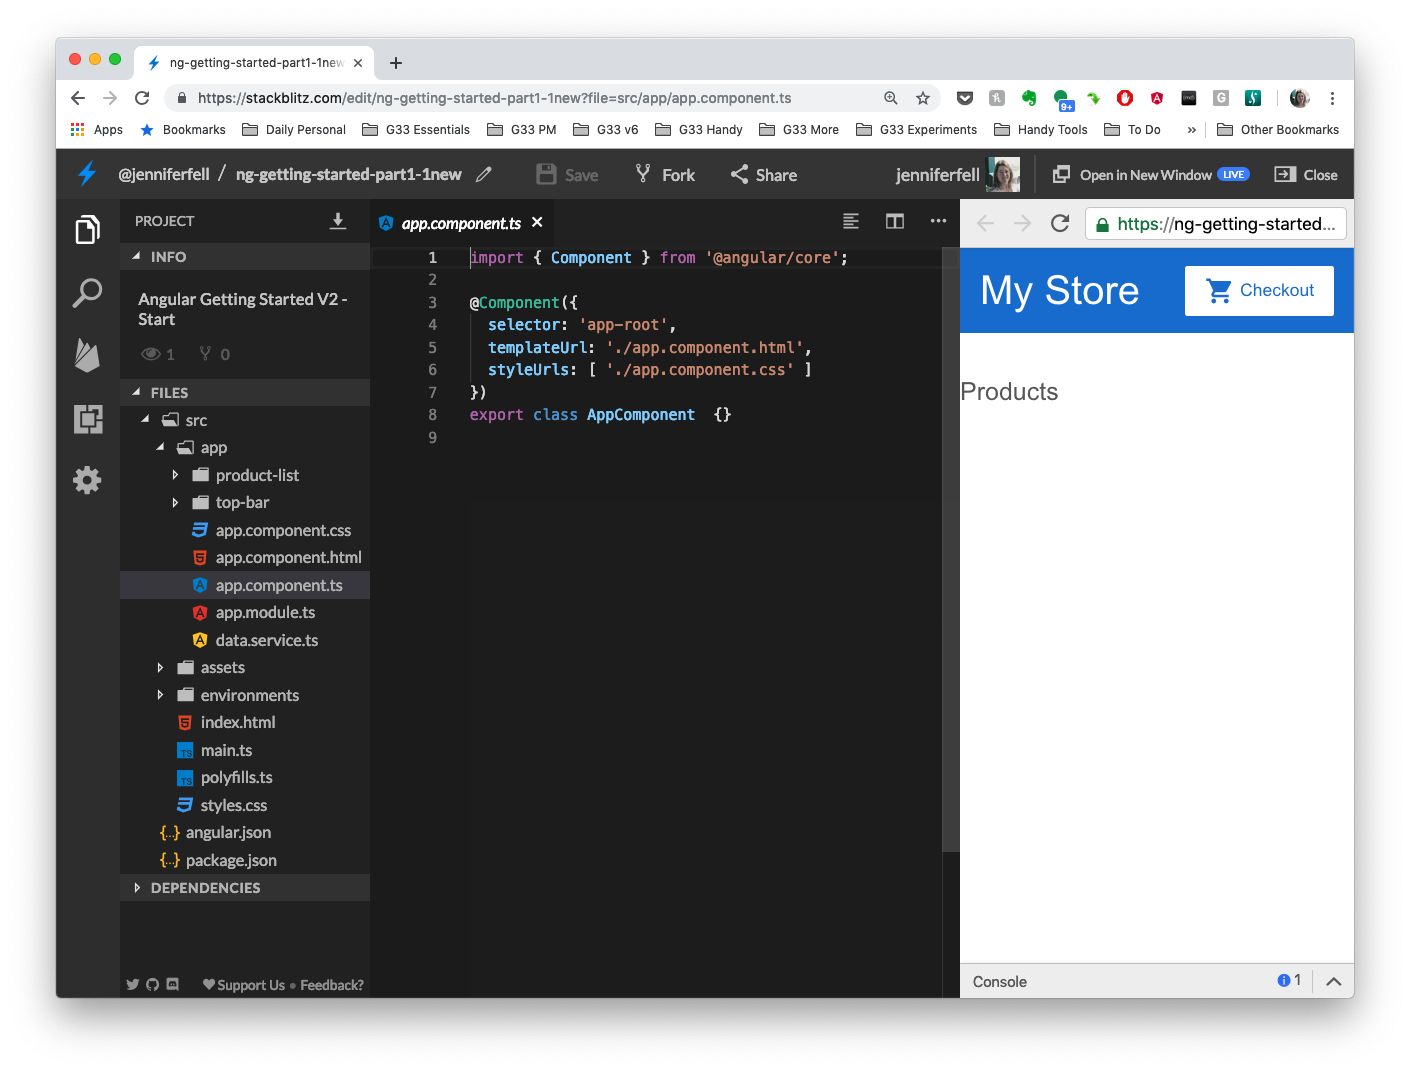 ng-getting-started-part1-1new
https://stackblitz.com/edit/ng-getting-started-part1-1new?file=src/app/app.component.ts
9+
Apps Bookmarks Daily Personal G33 Essentials G33 PM G33 v6 G33 Handy G33 More G33 Experiments Handy Tools To Do » Other Bookmarks
@jenniferfell / ng-getting-started-part1-1new Save Fork Share jenniferfell Open in New Window LIVE Close
PROJECT
INFO
Angular Getting Started V2 -
Start
1 0
FILES
src
app
product-list
top-bar
app.component.css
app.component.html
app.component.ts
app.module.ts
data.service.ts
assets
environments
index.html
main.ts
polyfills.ts
styles.css
{..} angular.json
{..} package.json
DEPENDENCIES
Support Us • Feedback?
app.component.ts
1 import { Component } from '@angular/core';
2
3 @Component({
4 selector: 'app-root',
5 templateUrl: './app.component.html',
6 styleUrls: [ './app.component.css' ]
7 })
8 export class AppComponent {}
9
https://ng-getting-started...
My Store Checkout
Products
Console 1